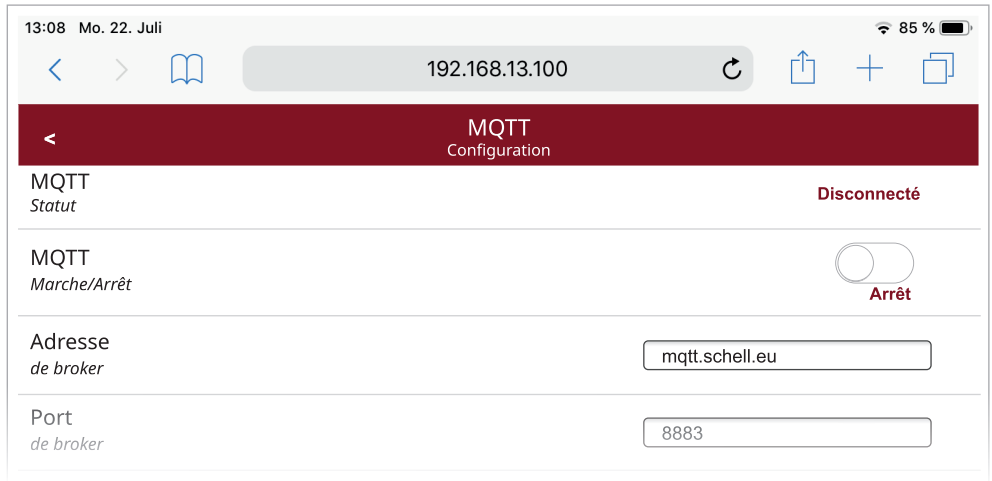 13:08 Mo. 22. Juli 85 %
192.168.13.100
<
MQTT
Configuration
MQTT
Statut
Disconnecté
MQTT
Marche/Arrêt
Arrêt
Adresse
de broker
mqtt.schell.eu
Port
de broker
8883